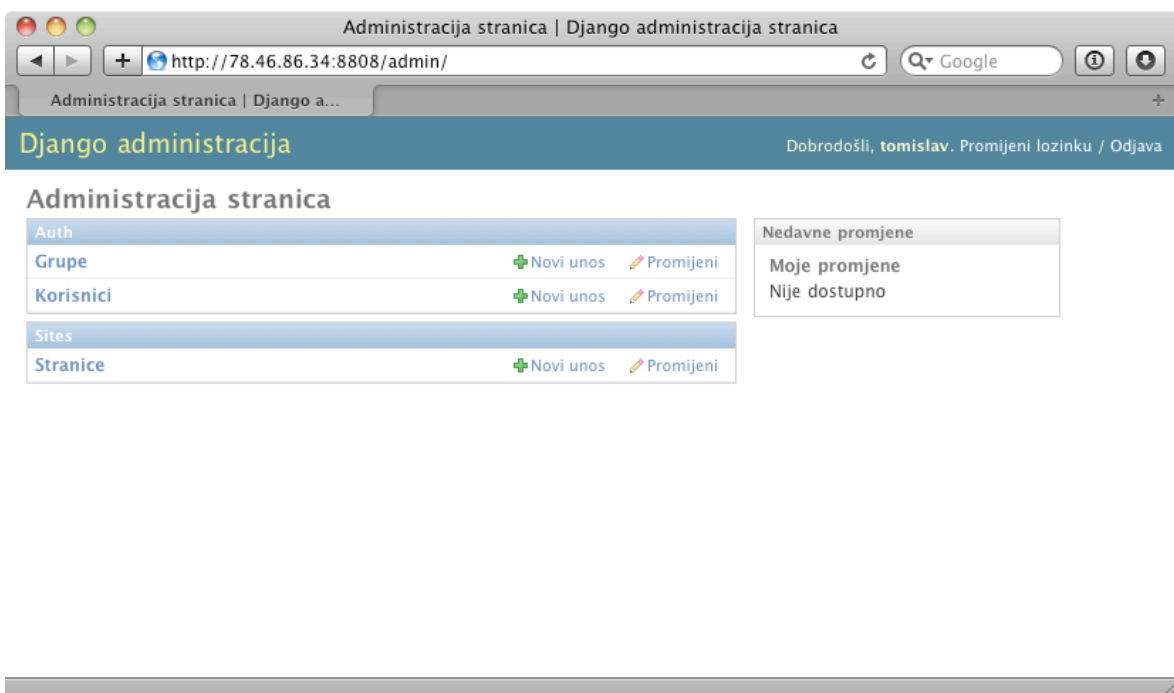 Administracija stranica | Django administracija stranica
http://78.46.86.34:8808/admin/
Google
Administracija stranica | Django a...
Django administracija
Dobrodošli, tomislav. Promijeni lozinku / Odjava
Administracija stranica
Auth
Grupe Novi unos Promijeni
Korisnici Novi unos Promijeni
Sites
Stranice Novi unos Promijeni
Nedavne promjene
Moje promjene
Nije dostupno